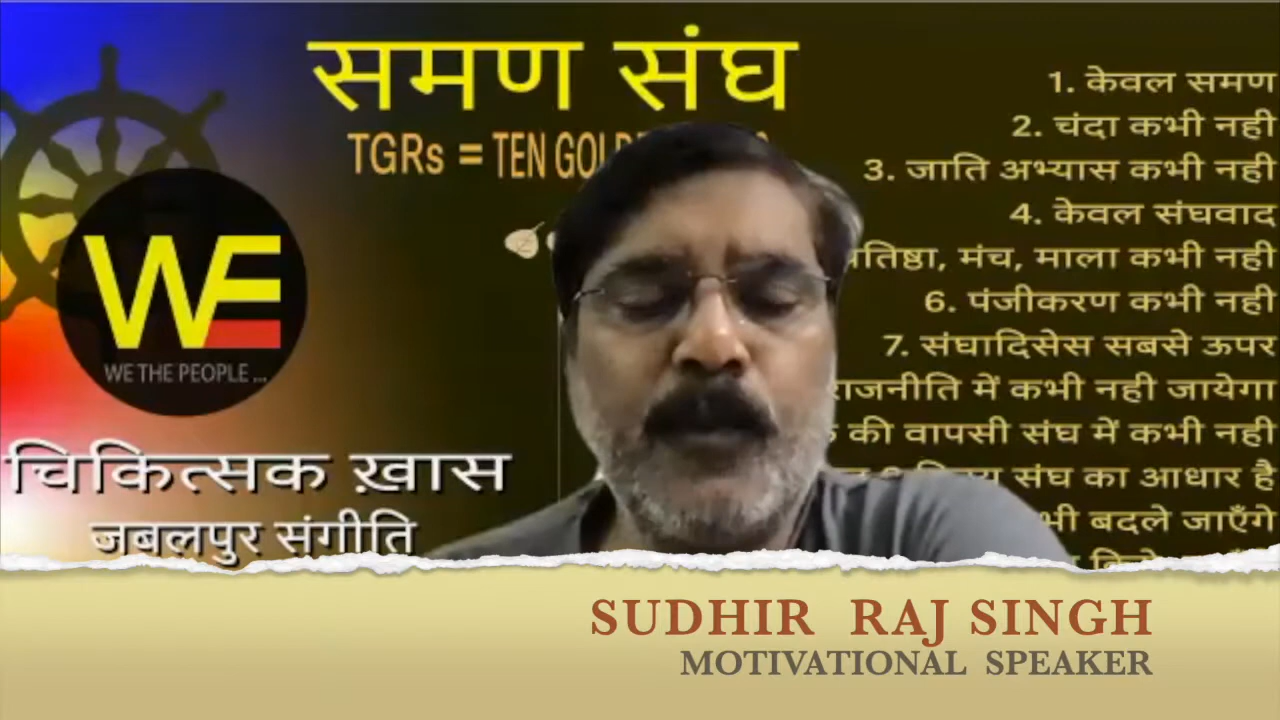 समण संघ
TGRs = TEN
WE
WE THE PEOPLE ...
चिकित्सक ख़ास
जबलपुर संगीति
1. केवल समण
2. चंदा कभी नही
3. जाति अभ्यास कभी नही
4. केवल संघवाद
मंच, माला कभी नही
6. पंजीकरण कभी नही
7. संघादिसेस सबसे ऊपर
में कभी नही जायेगा
की वापसी संघ में कभी नही
संघ का आधार है
बदले जाएँगे
SUDHIR RAJ SINGH
MOTIVATIONAL SPEAKER